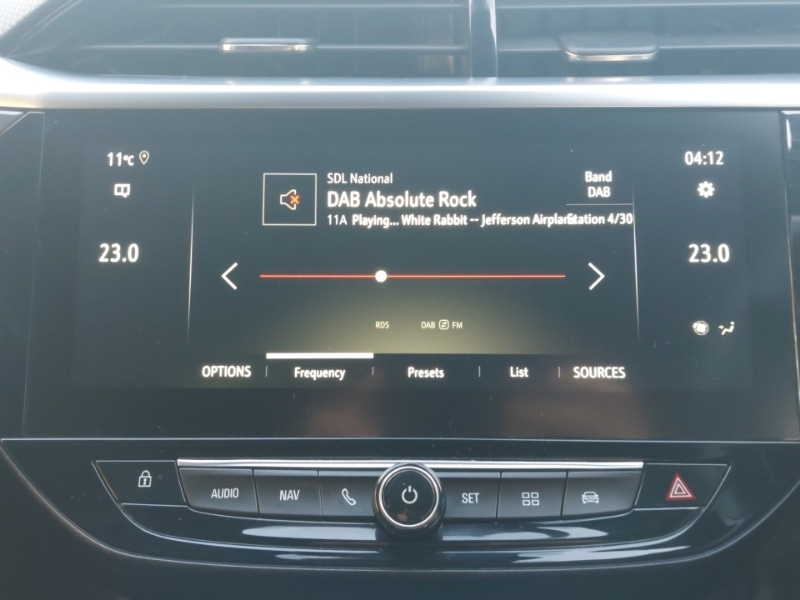 11°C
04:12
SDL National
DAB Absolute Rock
11A Playing... White Rabbit -- Jefferson Airplane
Band
DAB
Station 4/30
23.0
23.0
RDS
DAB FM
OPTIONS
Frequency
Presets
List
SOURCES
AUDIO
NAV
SET